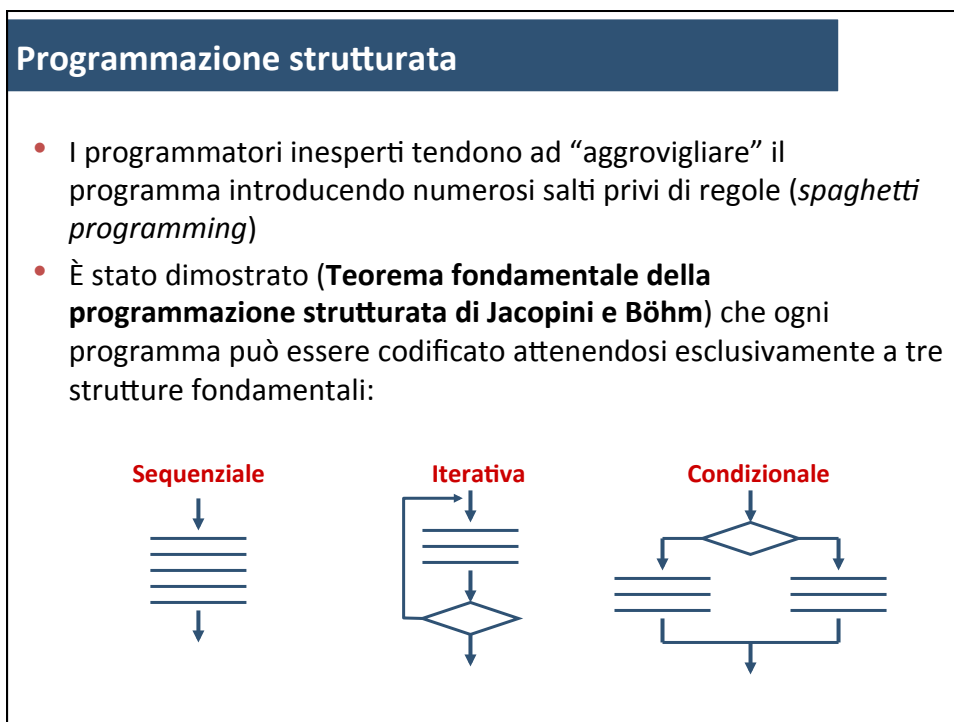 Programmazione strutturata
• I programmatori inesperti tendono ad “aggrovigliare” il
programma introducendo numerosi salti privi di regole (spaghetti
programming)
• È stato dimostrato (Teorema fondamentale della
programmazione strutturata di Jacopini e Böhm) che ogni
programma può essere codificato attenendosi esclusivamente a tre
strutture fondamentali:
Sequenziale Iterativa Condizionale